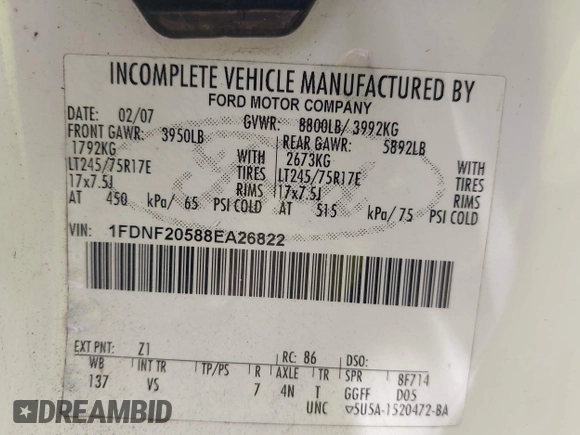 INCOMPLETE VEHICLE MANUFACTURED BY
FORD MOTOR COMPANY
DATE: 02/07 GVWR: 8800LB/ 3992KG
FRONT GAWR: 3950LB REAR GAWR: 5892LB
1792KG WITH 2673KG WITH
LT245/75R17E TIRES LT245/75R17E TIRES
17x7.5J RIMS 17x7.5J RIMS
AT 450 kPa/ 65 PSI COLD AT 515 kPa/ 75 PSI COLD
VIN: 1FDNF20588EA26822
EXT PNT: Z1 RC: 86 DSO:
WB INT TR TP/PS R AXLE TR SPR 8F714
137 VS 7 4N T GGFF D05
UNC ▽5U5A-1520472-BA
DREAMBID